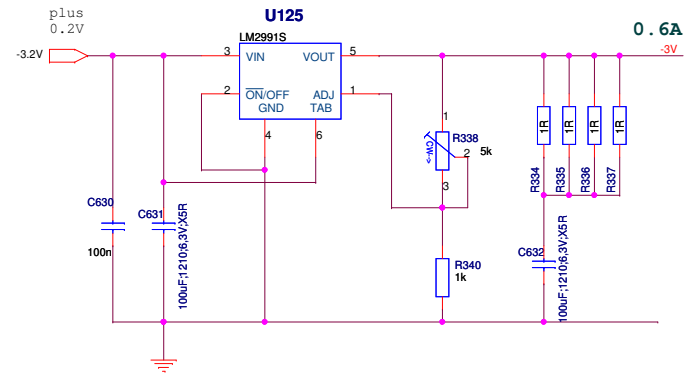 plus
0.2V
U125
0.6A
-3.2V
LM2991S
-3V
3
VIN
VOUT
5
2
ON/OFF
ADJ
1
GND
TAB
4
6
1
R338
2
5k
CW->
3
1R
1R
1R
1R
R334
R335
R336
R337
C630
100n
C631
100uF;1210;6,3V;X5R
C632
100uF;1210;6,3V;X5R
R340
1k